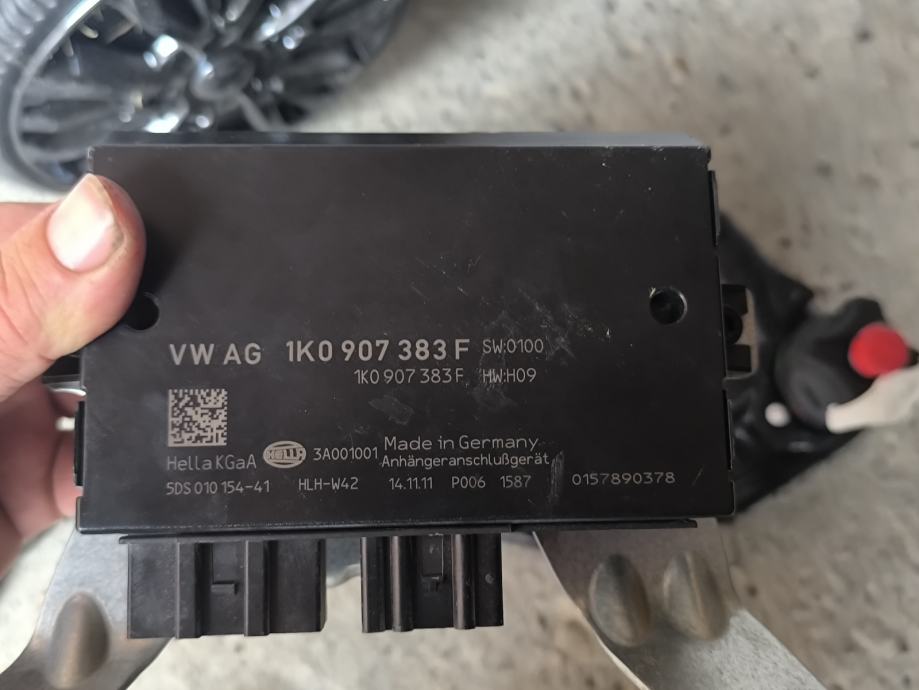 VW AG 1K0 907 383 F SW:0100
1K0 907 383 F HW:H09
Hella KGaA HELLA 3A001001 Made in Germany
Anhängeranschlußgerät
5DS 010 154-41 HLH-W42 14.11.11 P006 1587 0157890378